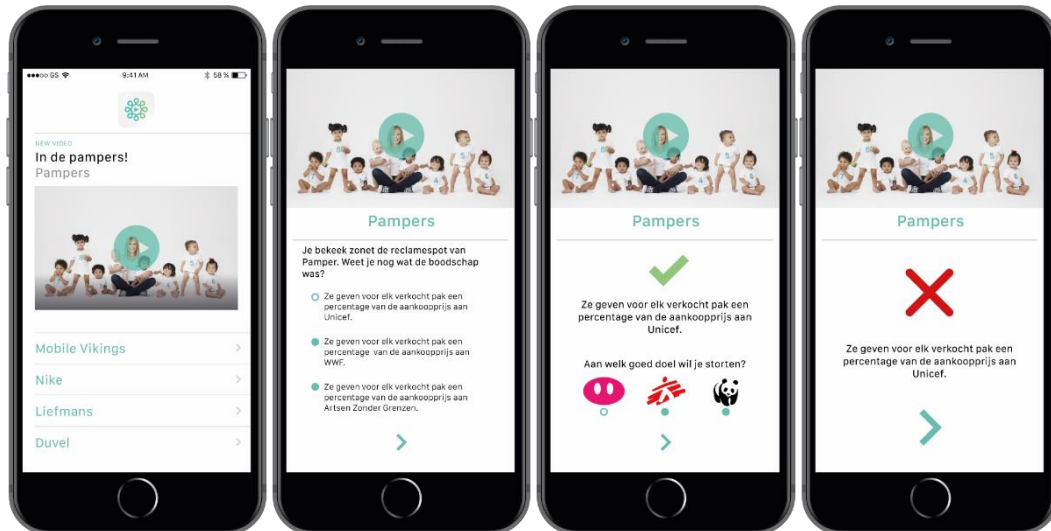 GS
9:41 AM
58 %
NEW VIDEO
In de pampers!
Pampers
Mobile Vikings
Nike
Liefmans
Duvel
Pampers
Je bekeek zonet de reclamespot van
Pamper. Weet je nog wat de boodschap
was?
Ze geven voor elk verkocht pak een
percentage van de aankoopprijs aan
Unicef.
Ze geven voor elk verkocht pak een
percentage van de aankoopprijs aan
WWF.
Ze geven voor elk verkocht pak een
percentage van de aankoopprijs aan
Artsen Zonder Grenzen.
Pampers
Ze geven voor elk verkocht pak een
percentage van de aankoopprijs aan
Unicef.
Aan welk goed doel wil je storten?
Pampers
Ze geven voor elk verkocht pak een
percentage van de aankoopprijs aan
Unicef.